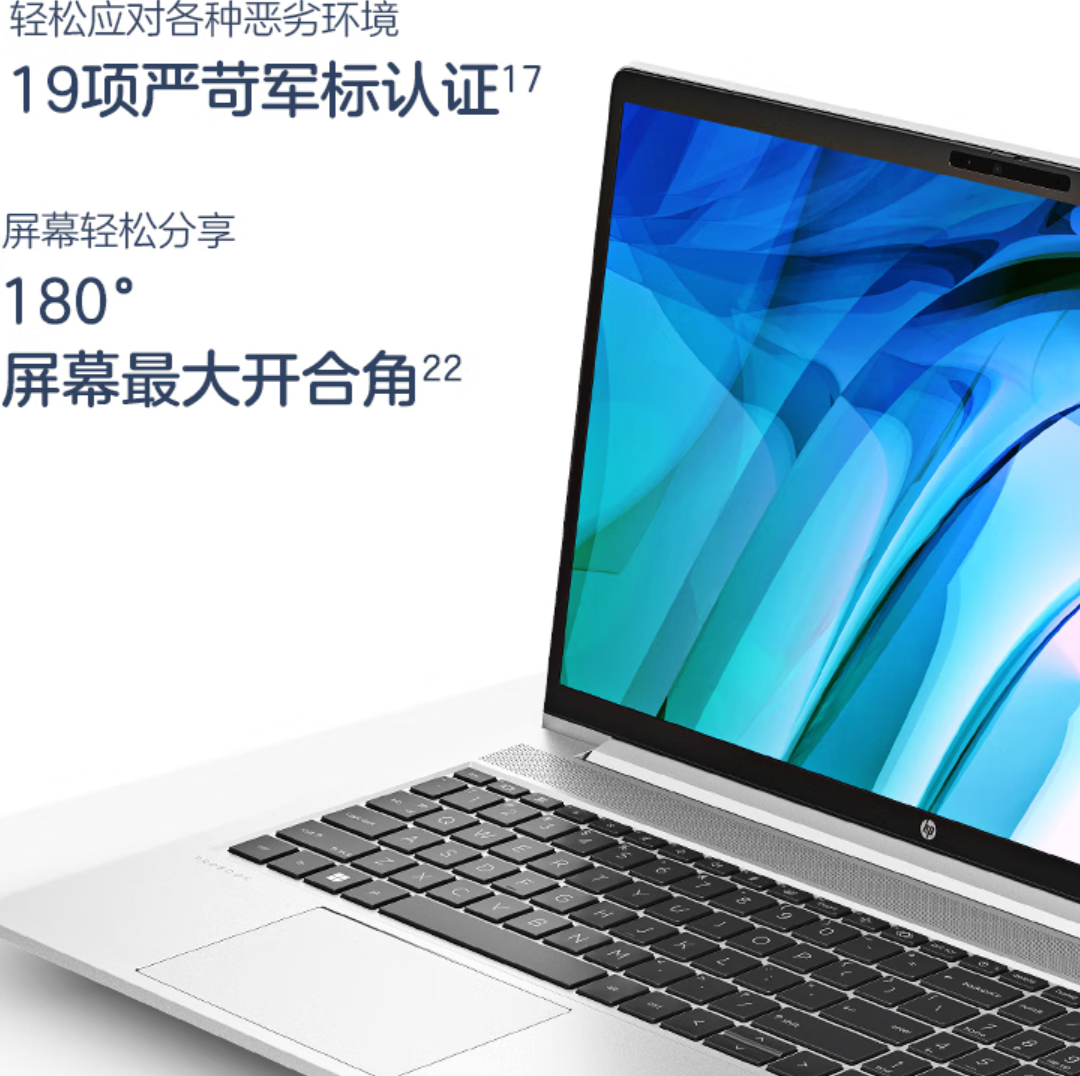 轻松应对各种恶劣环境
19项严苛军标认证17
屏幕轻松分享
180°
屏幕最大开合角22
hp
Q W E R T Y U I O P
A S D F G H J K L
Z X C V B N M